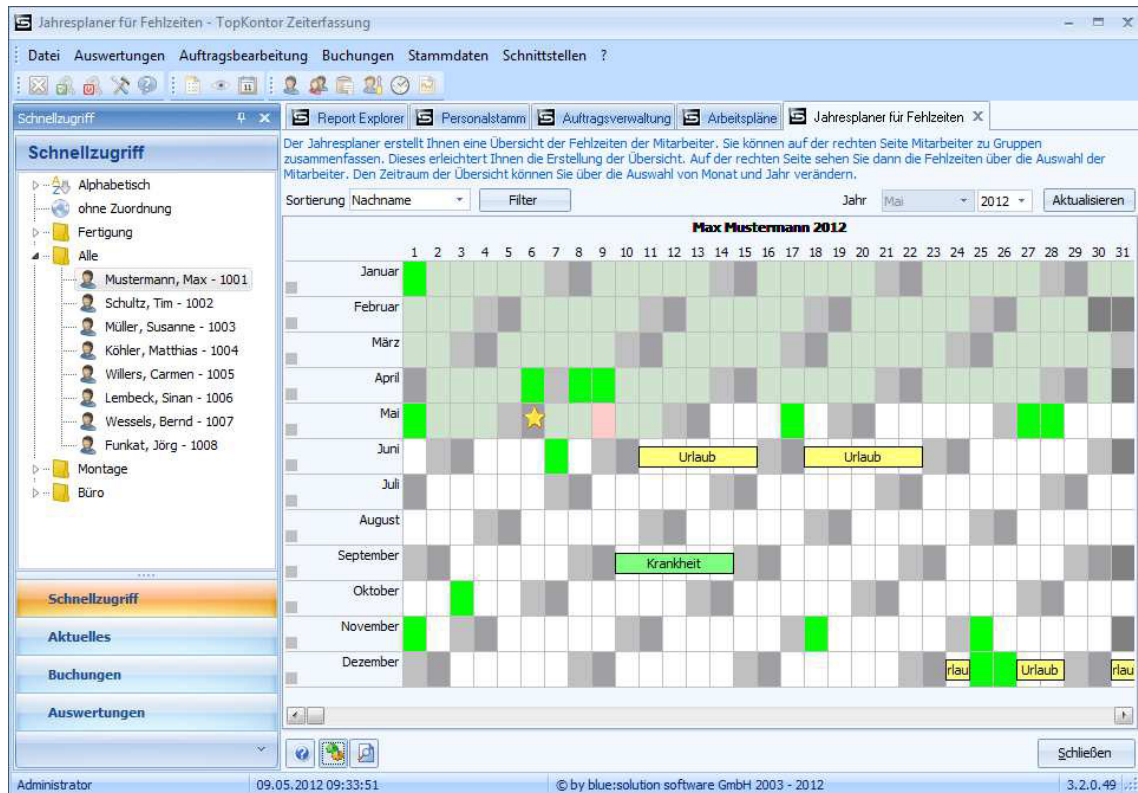 Jahresplaner für Fehlzeiten - TopKontor Zeiterfassung
Datei Auswertungen Auftragsbearbeitung Buchungen Stammdaten Schnittstellen ?
11
Schnellzugriff
Report Explorer Personalstamm Auftragsverwaltung Arbeitspläne Jahresplaner für Fehlzeiten X
Schnellzugriff
Alphabetisch
ohne Zuordnung
Fertigung
Alle
Mustermann, Max - 1001
Schultz, Tim - 1002
Müller, Susanne - 1003
Köhler, Matthias - 1004
Willers, Carmen - 1005
Lembeck, Sinan - 1006
Wessels, Bernd - 1007
Funkat, Jörg - 1008
Montage
Büro
Schnellzugriff
Aktuelles
Buchungen
Auswertungen
Der Jahresplaner erstellt Ihnen eine Übersicht der Fehlzeiten der Mitarbeiter. Sie können auf der rechten Seite Mitarbeiter zu Gruppen
zusammenfassen. Dieses erleichtert Ihnen die Erstellung der Übersicht. Auf der rechten Seite sehen Sie dann die Fehlzeiten über die Auswahl der
Mitarbeiter. Den Zeitraum der Übersicht können Sie über die Auswahl von Monat und Jahr verändern.
Sortierung Nachname Filter Jahr Mai 2012 Aktualisieren
Max Mustermann 2012
1 2 3 4 5 6 7 8 9 10 11 12 13 14 15 16 17 18 19 20 21 22 23 24 25 26 27 28 29 30 31
Januar
Februar
März
April
Mai
Juni Urlaub Urlaub
Juli
August
September Krankheit
Oktober
November
Dezember rlau Urlaub rlau
Schließen
Administrator 09.05.2012 09:33:51 © by blue:solution software GmbH 2003 - 2012 3.2.0.49